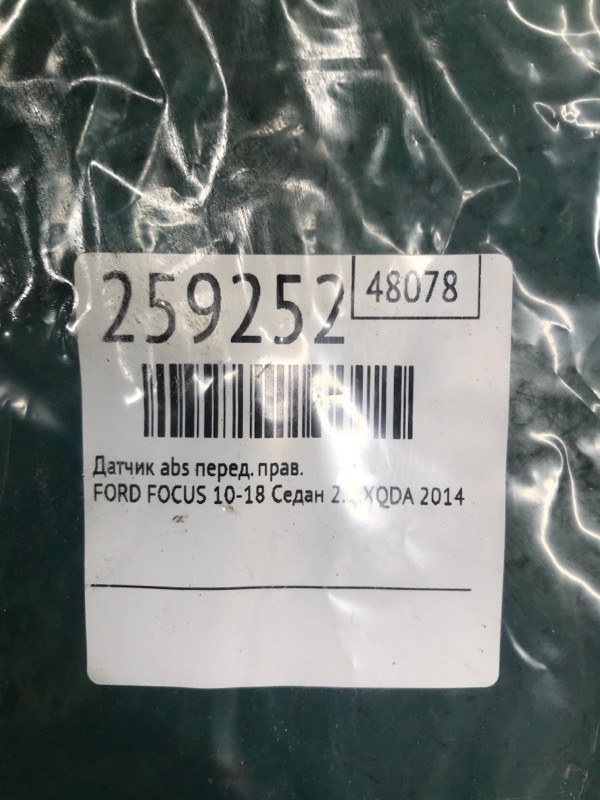 259252
48078
Датчик abs перед. прав.
FORD FOCUS 10-18 Седан XQDA 2014